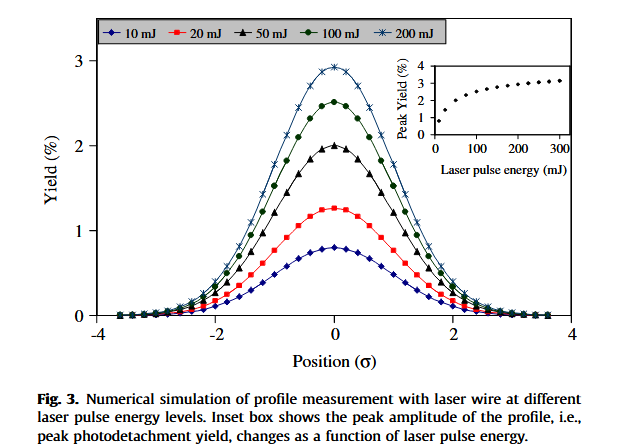 10 mJ 20 mJ 50 mJ 100 mJ 200 mJ
3
2
1
0
Yield (%)
-4 -2 0 2 4
Position (σ)
4
3
2
1
0
Peak Yield (%)
0 100 200 300
Laser pulse energy (mJ)
Fig. 3. Numerical simulation of profile measurement with laser wire at different
laser pulse energy levels. Inset box shows the peak amplitude of the profile, i.e.,
peak photodetachment yield, changes as a function of laser pulse energy.